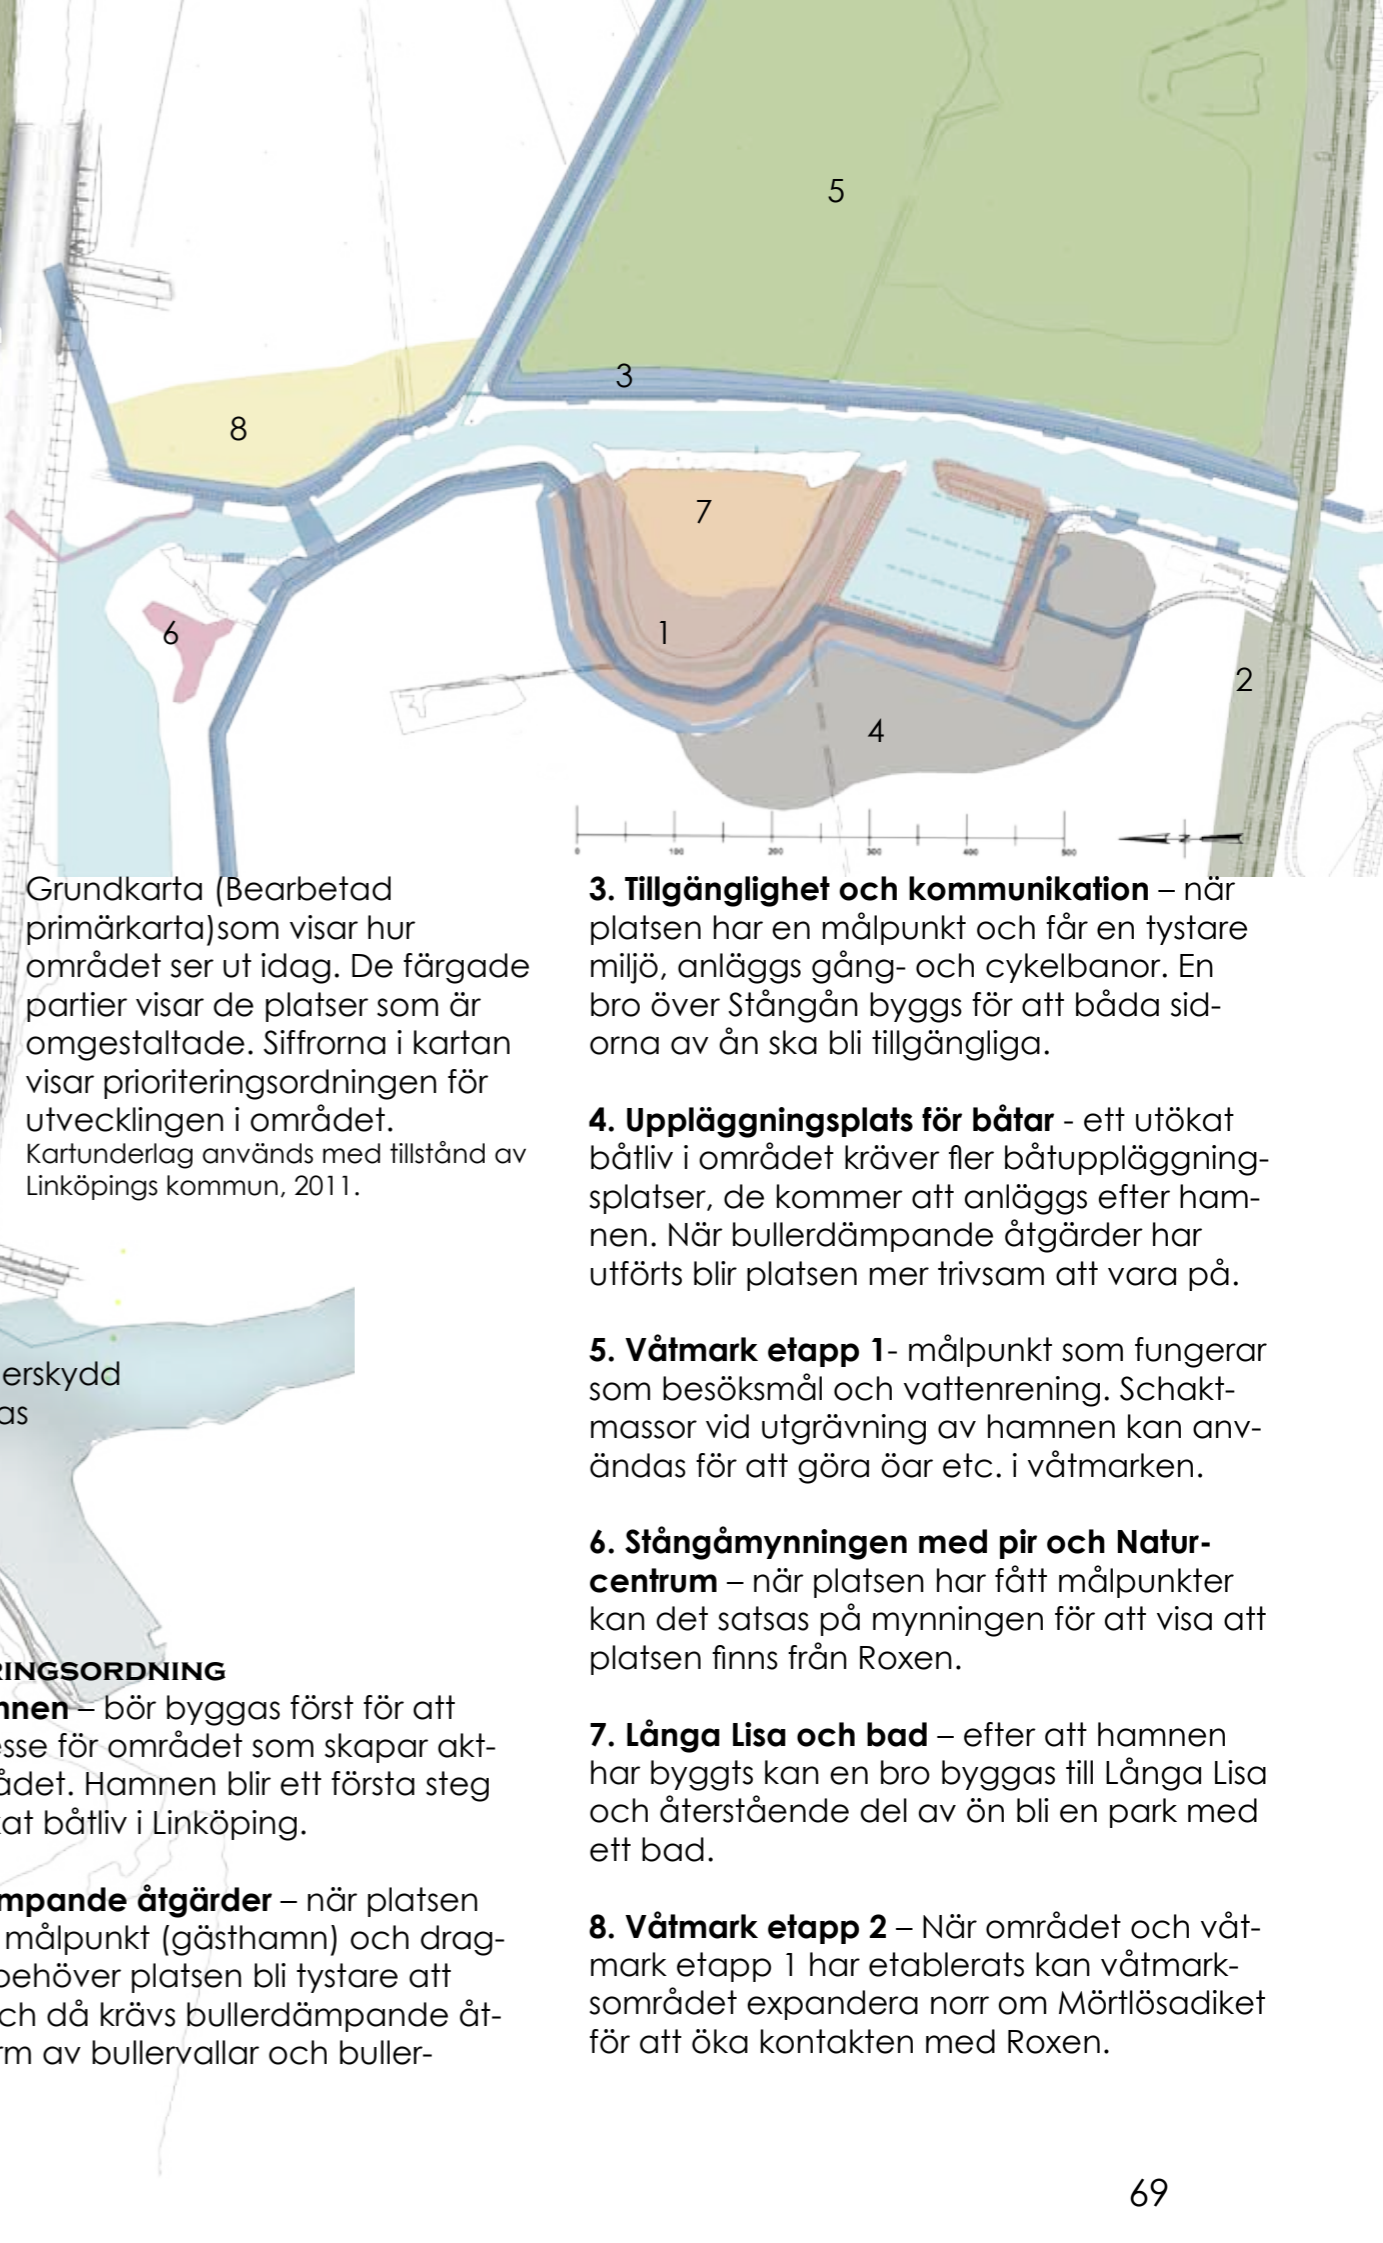 5
3
8
7
6
1
2
4
0 100 200 300 400 500
z
Grundkarta (Bearbetad
primärkarta)som visar hur
området ser ut idag. De färgade
partier visar de platser som är
omgestaltade. Siffrorna i kartan
visar prioriteringsordningen för
utvecklingen i området.
Kartunderlag används med tillstånd av
Linköpings kommun, 2011.
erskydd
as
RINGSORDNING
nnen – bör byggas först för att
esse för området som skapar akt-
ådet. Hamnen blir ett första steg
kat båtliv i Linköping.
mpande åtgärder – när platsen
målpunkt (gästhamn) och drag-
behöver platsen bli tystare att
ch då krävs bullerdämpande åt-
rm av bullervallar och buller-
3. Tillgänglighet och kommunikation – när
platsen har en målpunkt och får en tystare
miljö, anläggs gång- och cykelbanor. En
bro över Stångån byggs för att båda sid-
orna av ån ska bli tillgängliga.
4. Uppläggningsplats för båtar - ett utökat
båtliv i området kräver fler båtuppläggning-
splatser, de kommer att anläggs efter ham-
nen. När bullerdämpande åtgärder har
utförts blir platsen mer trivsam att vara på.
5. Våtmark etapp 1- målpunkt som fungerar
som besöksmål och vattenrening. Schakt-
massor vid utgrävning av hamnen kan anv-
ändas för att göra öar etc. i våtmarken.
6. Stångåmynningen med pir och Natur-
centrum – när platsen har fått målpunkter
kan det satsas på mynningen för att visa att
platsen finns från Roxen.
7. Långa Lisa och bad – efter att hamnen
har byggts kan en bro byggas till Långa Lisa
och återstående del av ön bli en park med
ett bad.
8. Våtmark etapp 2 – När området och våt-
mark etapp 1 har etablerats kan våtmark-
sområdet expandera norr om Mörtlösadiket
för att öka kontakten med Roxen.
69